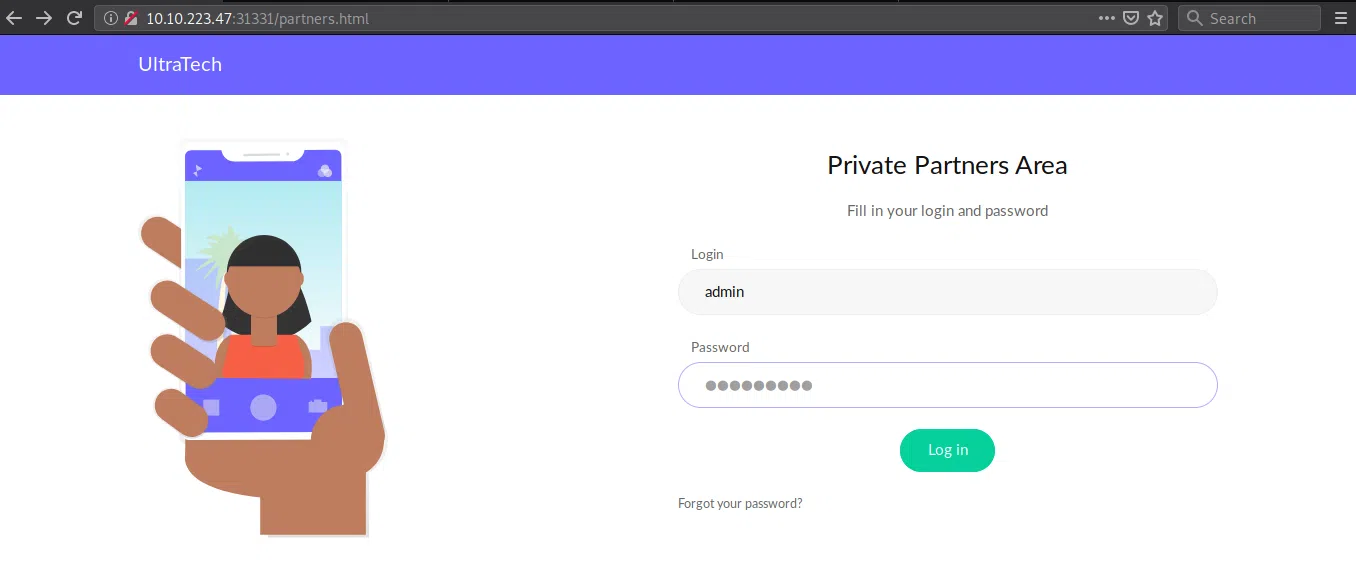 10.10.223.47:31331/partners.html
Search
UltraTech
Private Partners Area
Fill in your login and password
Login
admin
Password
Log in
Forgot your password?